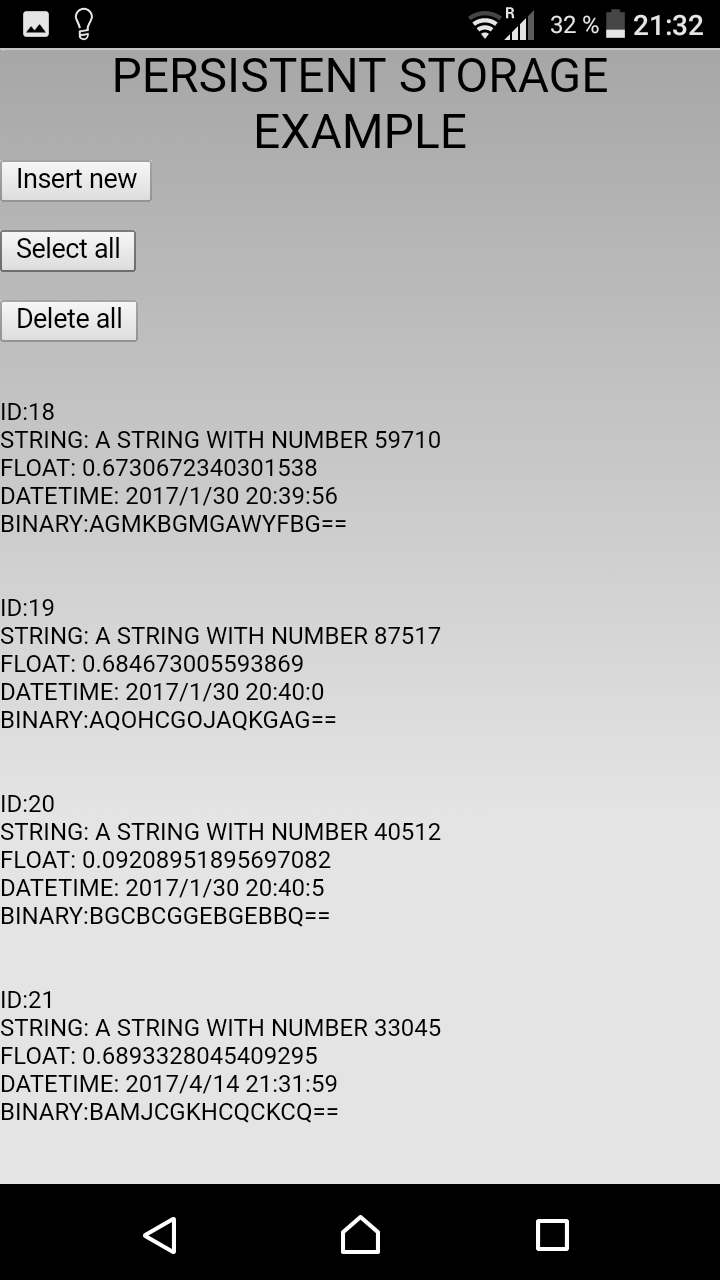 R
32 %
21:32
PERSISTENT STORAGE
EXAMPLE
Insert new
Select all
Delete all
ID:18
STRING: A STRING WITH NUMBER 59710
FLOAT: 0.6730672340301538
DATETIME: 2017/1/30 20:39:56
BINARY:AGMKBGMGAWYFBG==
ID:19
STRING: A STRING WITH NUMBER 87517
FLOAT: 0.684673005593869
DATETIME: 2017/1/30 20:40:0
BINARY:AQOHCGOJAQKGAG==
ID:20
STRING: A STRING WITH NUMBER 40512
FLOAT: 0.09208951895697082
DATETIME: 2017/1/30 20:40:5
BINARY:BGCBCGGEBGEBBQ==
ID:21
STRING: A STRING WITH NUMBER 33045
FLOAT: 0.6893328045409295
DATETIME: 2017/4/14 21:31:59
BINARY:BAMJCGKHCQCKCQ==